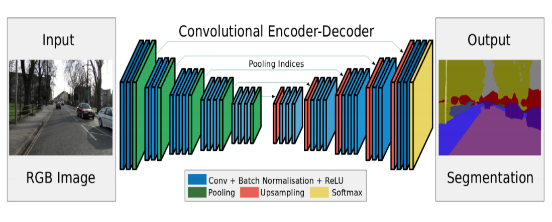 Convolutional Encoder-Decoder
Input
Output
Pooling Indices
RGB Image
Segmentation
Conv + Batch Normalisation + ReLU
Pooling
Upsampling
Softmax